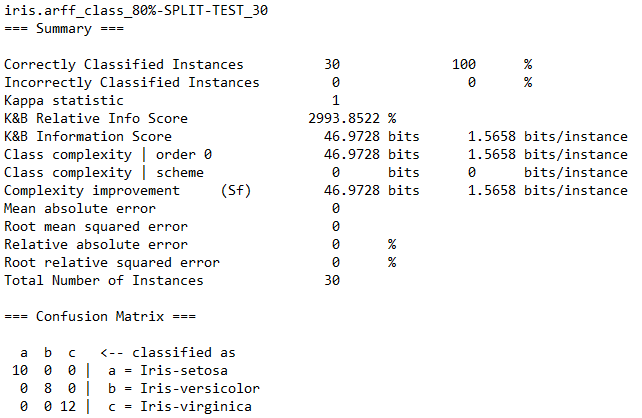 iris.arff_class_80%-SPLIT-TEST_30
=== Summary ===
Correctly Classified Instances 30 100 %
Incorrectly Classified Instances 0 0 %
Kappa statistic 1
K&B Relative Info Score 2993.8522 %
K&B Information Score 46.9728 bits 1.5658 bits/instance
Class complexity | order 0 46.9728 bits 1.5658 bits/instance
Class complexity | scheme 0 bits 0 bits/instance
Complexity improvement (Sf) 46.9728 bits 1.5658 bits/instance
Mean absolute error 0
Root mean squared error 0
Relative absolute error 0 %
Root relative squared error 0 %
Total Number of Instances 30
=== Confusion Matrix ===
a b c <-- classified as
10 0 0 | a = Iris-setosa
0 8 0 | b = Iris-versicolor
0 0 12 | c = Iris-virginica